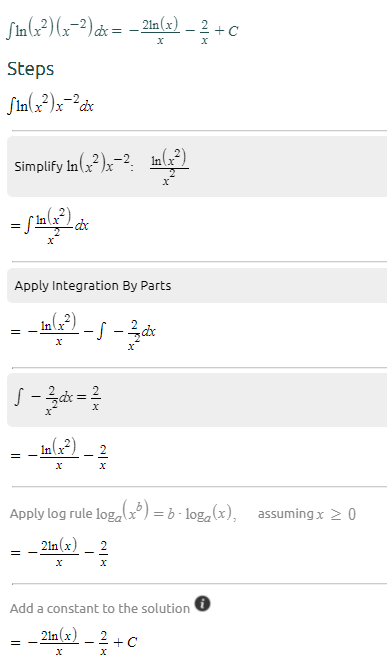 ∫ln(x²)(x⁻²)dx = −2ln(x)/x − 2/x + C
Steps
∫ln(x²)x⁻²dx
Simplify ln(x²)x⁻²: ln(x²)/x²
= ∫ln(x²)/x² dx
Apply Integration By Parts
= −ln(x²)/x − ∫ −2/x² dx
∫ −2/x² dx = 2/x
= −ln(x²)/x − 2/x
Apply log rule logₐ(xᵇ) = b · logₐ(x), assuming x ≥ 0
= −2ln(x)/x − 2/x
Add a constant to the solution i
= −2ln(x)/x − 2/x + C